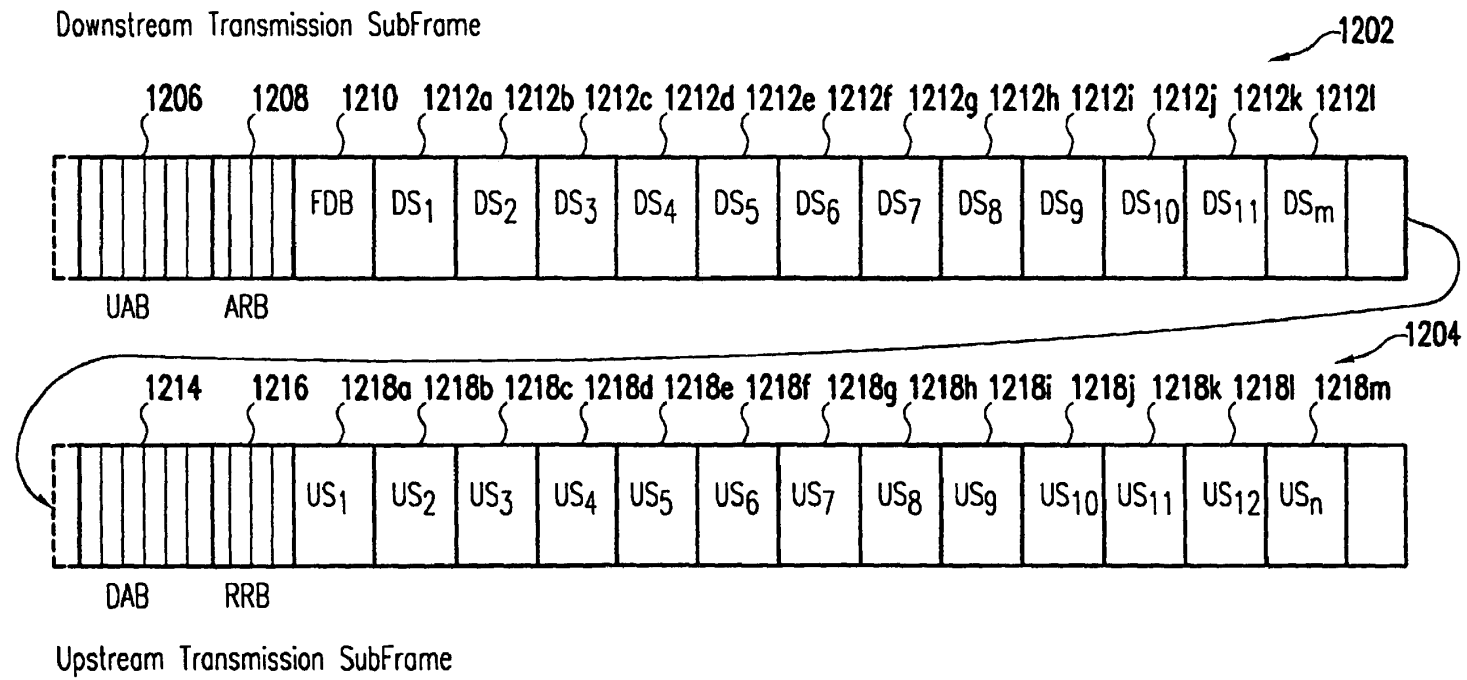 Downstream Transmission SubFrame
1202
1206 1208 1210 1212a 1212b 1212c 1212d 1212e 1212f 1212g 1212h 1212i 1212j 1212k 1212l
FDB DS1 DS2 DS3 DS4 DS5 DS6 DS7 DS8 DS9 DS10 DS11 DSm
UAB ARB
1204
1214 1216 1218a 1218b 1218c 1218d 1218e 1218f 1218g 1218h 1218i 1218j 1218k 1218l 1218m
US1 US2 US3 US4 US5 US6 US7 US8 US9 US10 US11 US12 USn
DAB RRB
Upstream Transmission SubFrame